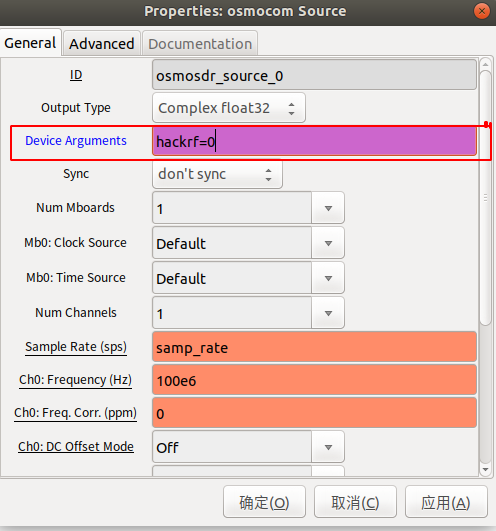 Properties: osmocom Source
General Advanced Documentation
ID osmosdr_source_0
Output Type Complex float32
Device Arguments hackrf=0
Sync don't sync
Num Mboards 1
Mb0: Clock Source Default
Mb0: Time Source Default
Num Channels 1
Sample Rate (sps) samp_rate
Ch0: Frequency (Hz) 100e6
Ch0: Freq. Corr. (ppm) 0
Ch0: DC Offset Mode Off
确定(O) 取消(C) 应用(A)